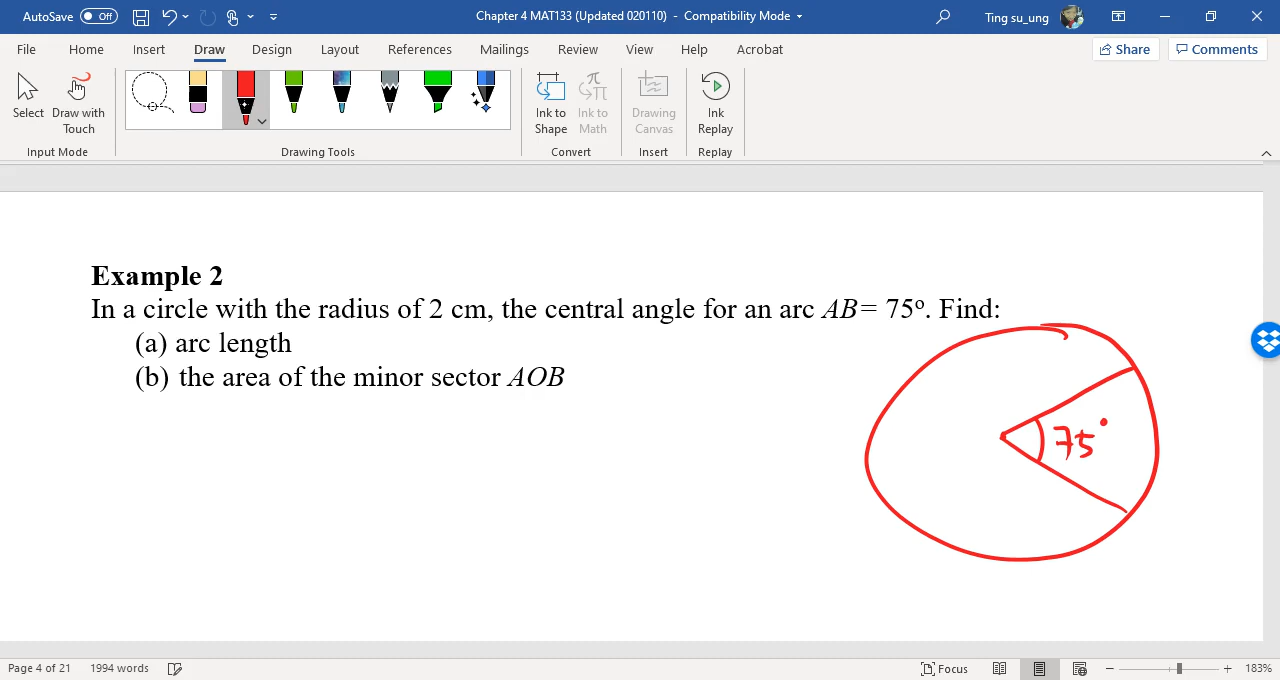 AutoSave Off Chapter 4 MAT133 (Updated 020110) - Compatibility Mode Ting su_ung
File Home Insert Draw Design Layout References Mailings Review View Help Acrobat Share Comments
Select Draw with Touch Ink to Shape Ink to Math Drawing Canvas Ink Replay
Input Mode Drawing Tools Convert Insert Replay
Example 2
In a circle with the radius of 2 cm, the central angle for an arc AB= 75º. Find:
(a) arc length
(b) the area of the minor sector AOB
75°
Page 4 of 21 1994 words Focus 183%